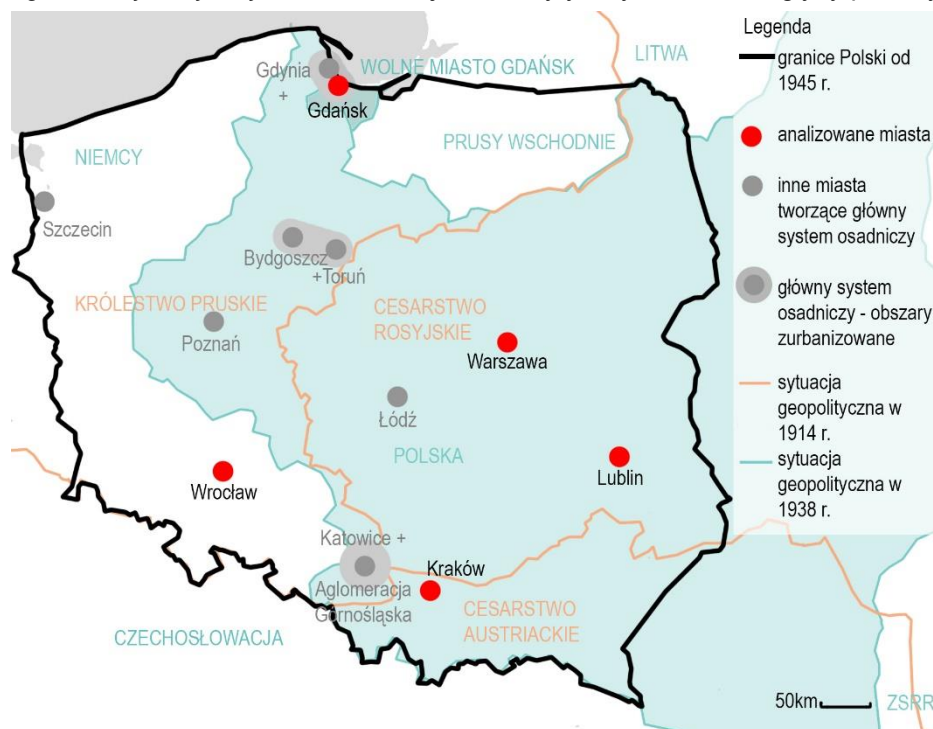 Legenda
granice Polski od
1945 r.
analizowane miasta
inne miasta
tworzące główny
system osadniczy
główny system
osadniczy - obszary
zurbanizowane
sytuacja
geopolityczna w
1914 r.
sytuacja
geopolityczna w
1938 r.
50km
LITWA
WOLNE MIASTO GDAŃSK
Gdynia
+
Gdańsk
PRUSY WSCHODNIE
NIEMCY
Szczecin
Bydgoszcz
+Toruń
KRÓLESTWO PRUSKIE
CESARSTWO
ROSYJSKIE
Poznań
Warszawa
Łódź
POLSKA
Lublin
Wrocław
Katowice +
Aglomeracja
Górnośląska
Kraków
CESARSTWO
AUSTRIACKIE
CZECHOSŁOWACJA
ZSRR